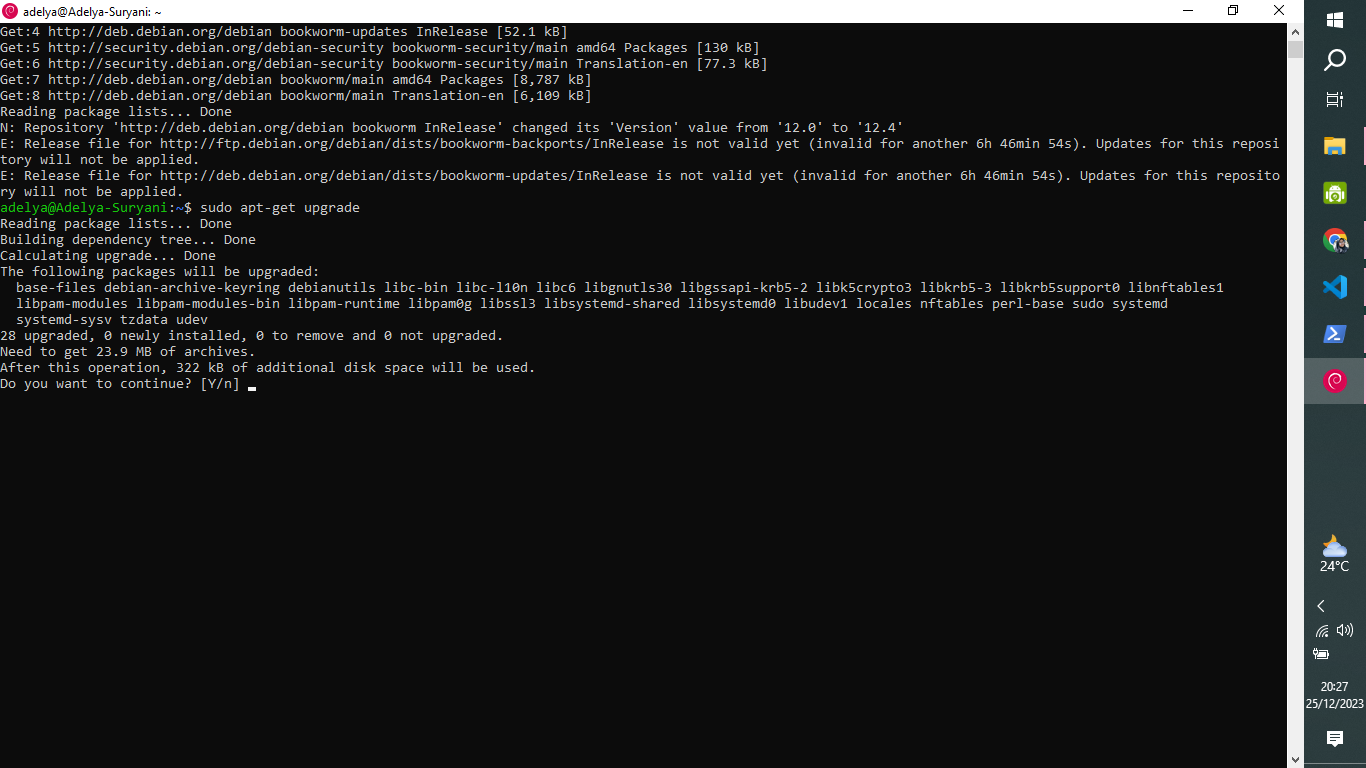 adelya@Adelya-Suryani: ~
Get:4 http://deb.debian.org/debian bookworm-updates InRelease [52.1 kB]
Get:5 http://security.debian.org/debian-security bookworm-security/main amd64 Packages [130 kB]
Get:6 http://security.debian.org/debian-security bookworm-security/main Translation-en [77.3 kB]
Get:7 http://deb.debian.org/debian bookworm/main amd64 Packages [8,787 kB]
Get:8 http://deb.debian.org/debian bookworm/main Translation-en [6,109 kB]
Reading package lists... Done
N: Repository 'http://deb.debian.org/debian bookworm InRelease' changed its 'Version' value from '12.0' to '12.4'
E: Release file for http://ftp.debian.org/debian/dists/bookworm-backports/InRelease is not valid yet (invalid for another 6h 46min 54s). Updates for this reposi
tory will not be applied.
E: Release file for http://deb.debian.org/debian/dists/bookworm-updates/InRelease is not valid yet (invalid for another 6h 46min 54s). Updates for this reposito
ry will not be applied.
adelya@Adelya-Suryani:~$ sudo apt-get upgrade
Reading package lists... Done
Building dependency tree... Done
Calculating upgrade... Done
The following packages will be upgraded:
  base-files debian-archive-keyring debianutils libc-bin libc-l10n libc6 libgnutls30 libgssapi-krb5-2 libk5crypto3 libkrb5-3 libkrb5support0 libnftables1
  libpam-modules libpam-modules-bin libpam-runtime libpam0g libssl3 libsystemd-shared libsystemd0 libudev1 locales nftables perl-base sudo systemd
  systemd-sysv tzdata udev
28 upgraded, 0 newly installed, 0 to remove and 0 not upgraded.
Need to get 23.9 MB of archives.
After this operation, 322 kB of additional disk space will be used.
Do you want to continue? [Y/n]
24°C
20:27
25/12/2023